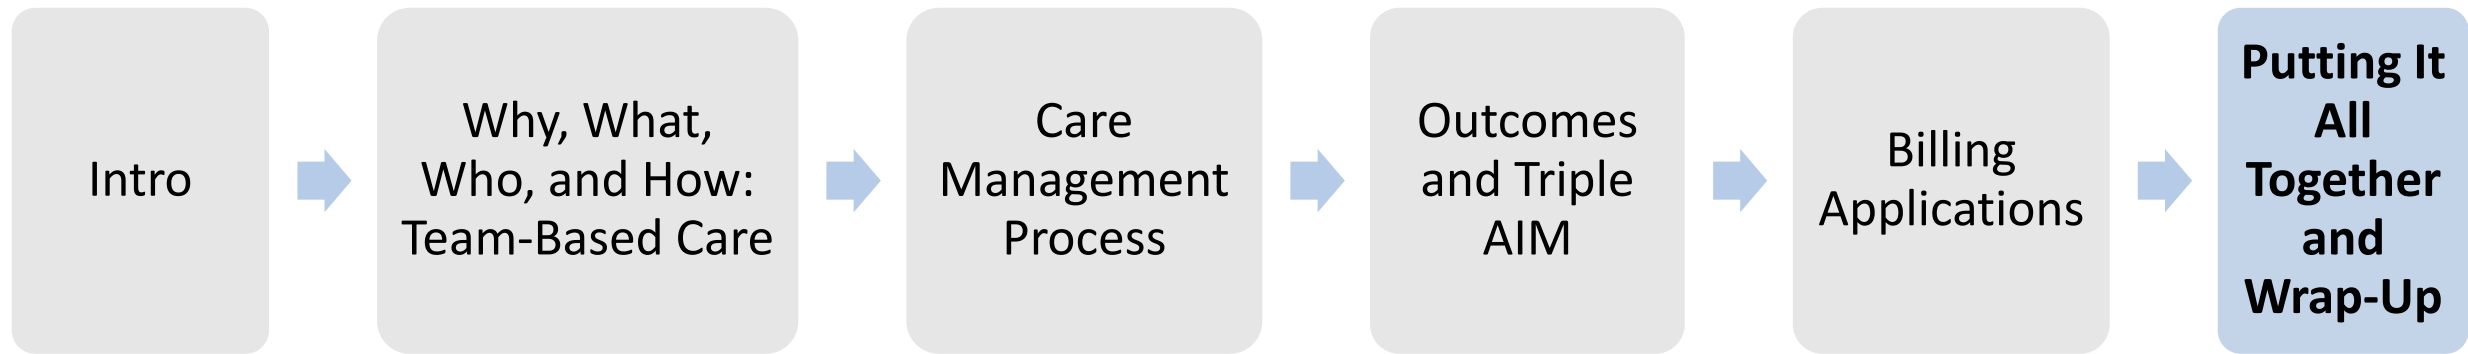 Intro
Why, What,
Who, and How:
Team-Based Care
Care
Management
Process
Outcomes
and Triple
AIM
Billing
Applications
Putting It
All
Together
and
Wrap-Up